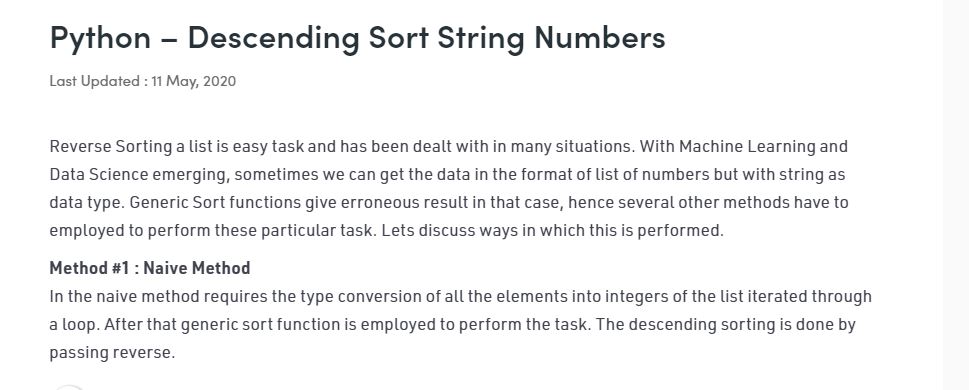 Python – Descending Sort String Numbers
Last Updated : 11 May, 2020
Reverse Sorting a list is easy task and has been dealt with in many situations. With Machine Learning and
Data Science emerging, sometimes we can get the data in the format of list of numbers but with string as
data type. Generic Sort functions give erroneous result in that case, hence several other methods have to
employed to perform these particular task. Lets discuss ways in which this is performed.
Method #1 : Naive Method
In the naive method requires the type conversion of all the elements into integers of the list iterated through
a loop. After that generic sort function is employed to perform the task. The descending sorting is done by
passing reverse.